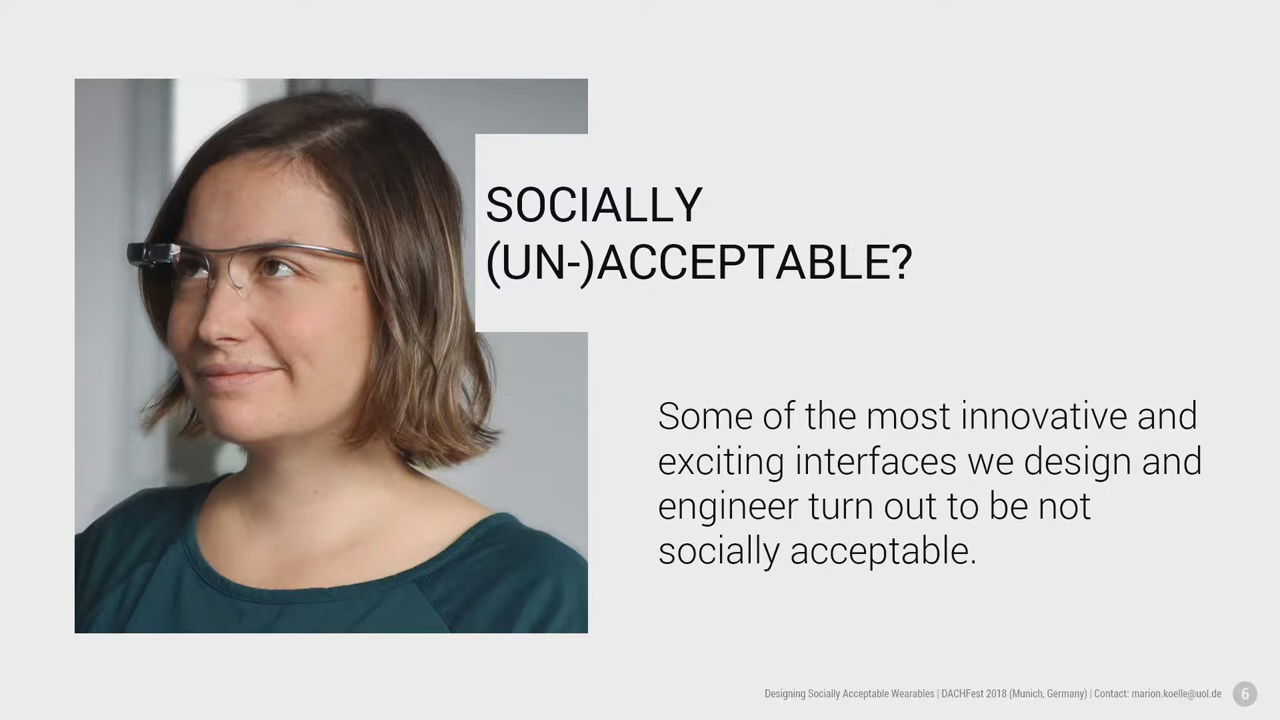 SOCIALLY
(UN-)ACCEPTABLE?
Some of the most innovative and
exciting interfaces we design and
engineer turn out to be not
socially acceptable.
Designing Socially Acceptable Wearables | DACHFest 2018 (Munich, Germany) | Contact: marion.koelle@uol.de
6